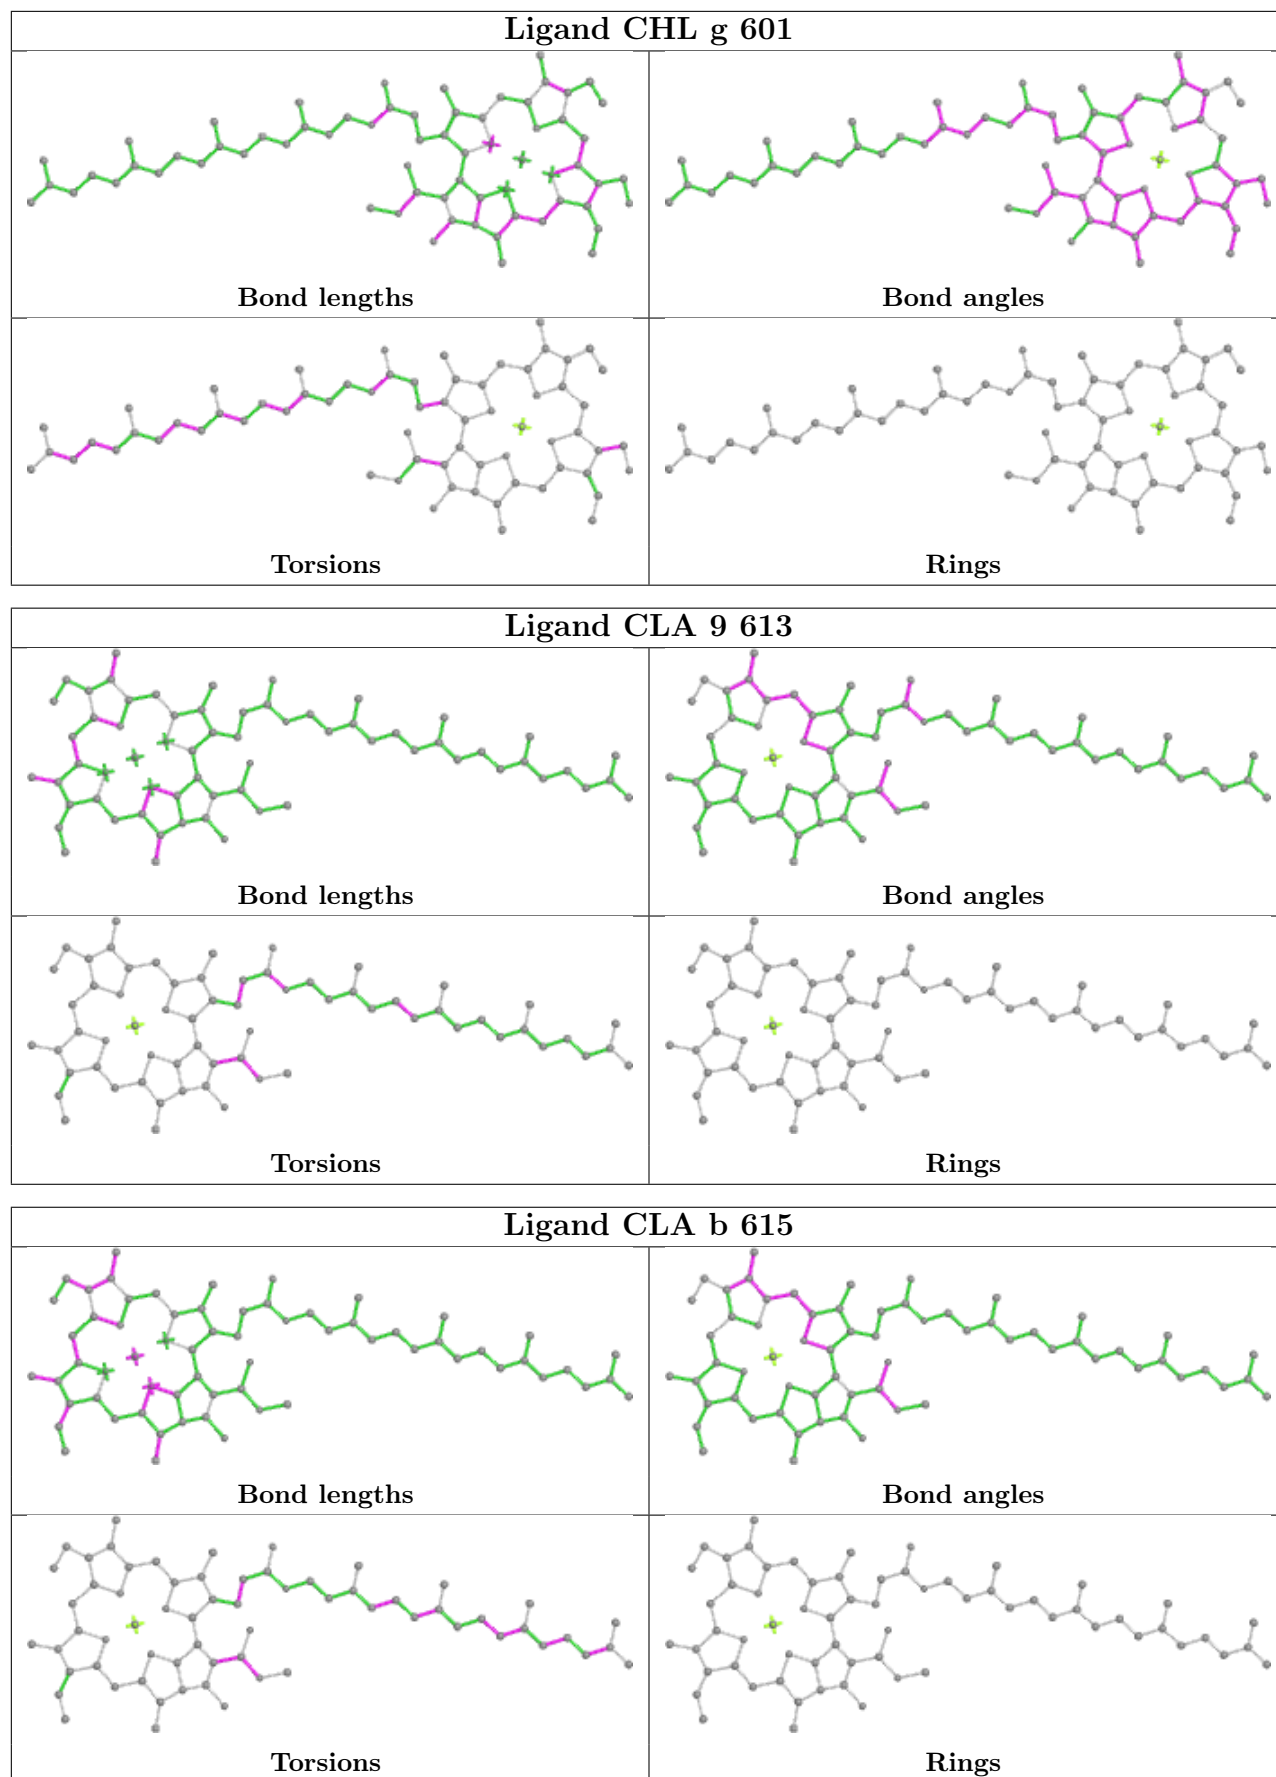 Ligand CHL g 601
Bond lengths
Bond angles
Torsions
Rings
Ligand CLA 9 613
Bond lengths
Bond angles
Torsions
Rings
Ligand CLA b 615
Bond lengths
Bond angles
Torsions
Rings